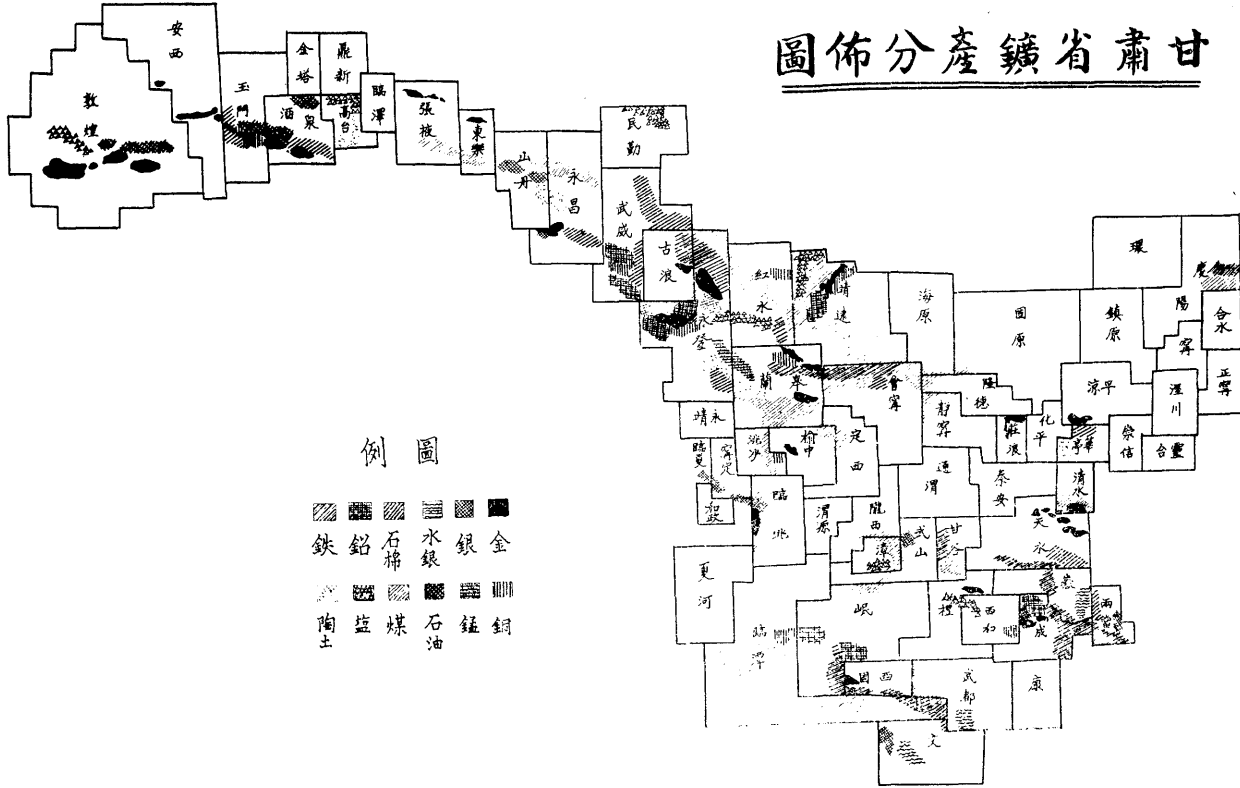 甘肅省鑛產分佈圖
安西
敦煌
玉門
金塔
鼎新
酒泉
高台
臨澤
張掖
東樂
山丹
永昌
民勤
武威
古浪
永登
紅水
靖遠
海原
固原
環
慶陽
合水
鎮原
寧
正寧
涇川
平涼
崇信
靈台
華亭
化平
莊浪
隆德
靜寧
會寧
皋蘭
永靖
臨夏
寧定
洮沙
榆中
定西
和政
臨洮
渭原
隴西
通渭
秦安
清水
天水
甘谷
武山
漳
夏河
臨潭
岷
禮
西和
成
兩
西固
武都
康
文
圖例
金
銀
水銀
石棉
鉛
鉄
銅
錳
石油
煤
塩
陶土